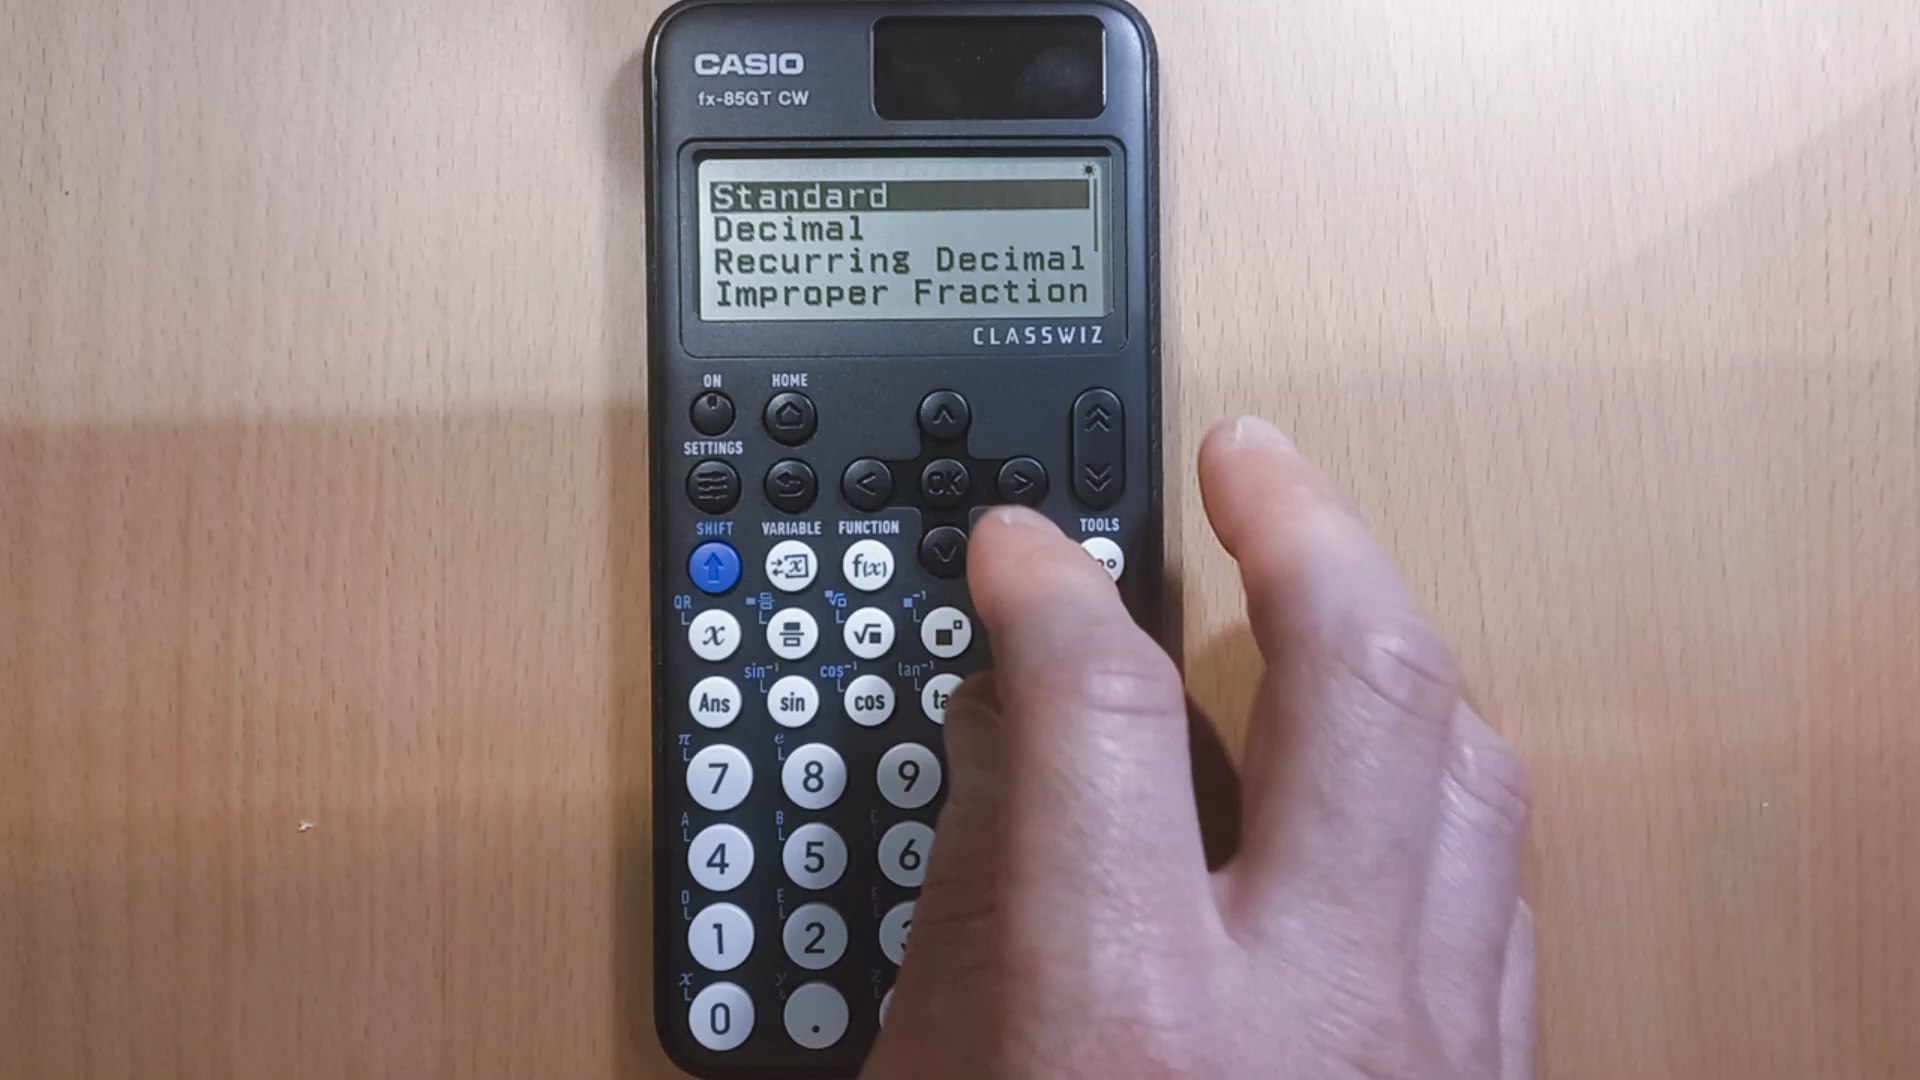 CASIO
fx-85GT CW
Standard
Decimal
Recurring Decimal
Improper Fraction
CLASSWIZ
ON HOME
SETTINGS
OK
SHIFT VARIABLE FUNCTION TOOLS
x f(x)
QR
x √
sin⁻¹ cos⁻¹ tan⁻¹
Ans sin cos
π e
7 8 9
A B C
4 5 6
D E F
1 2 3
x y z
0 .